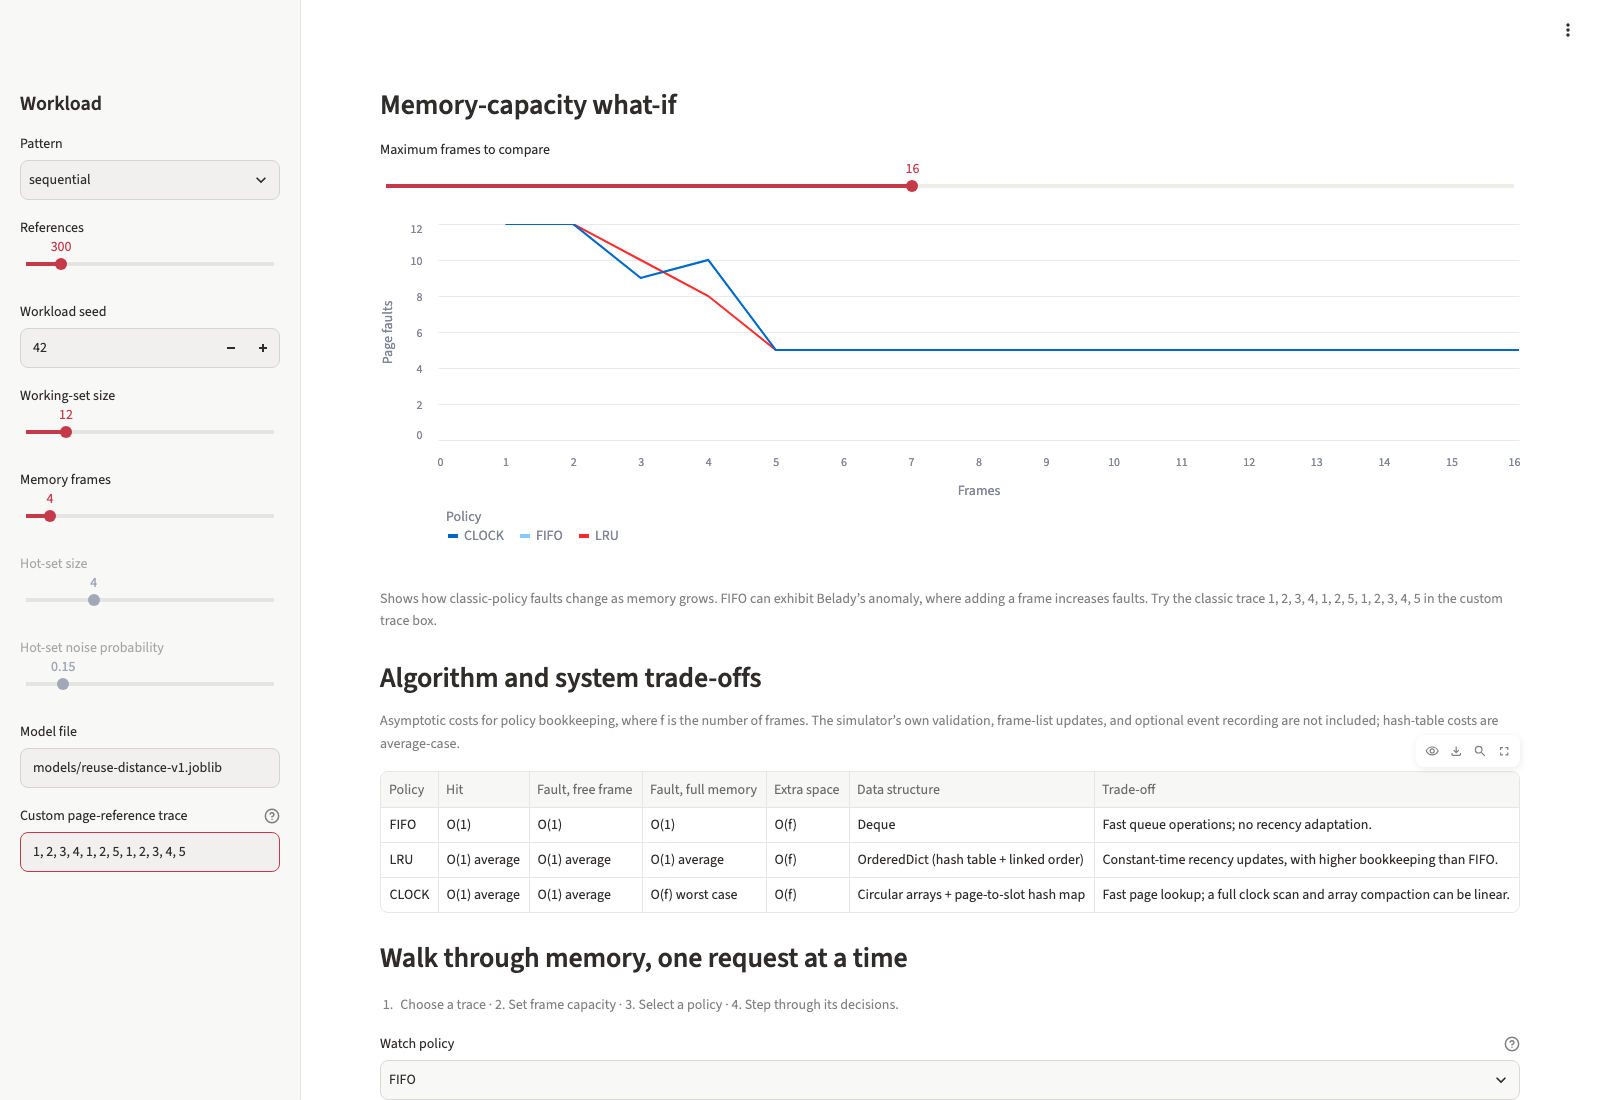 Workload
Pattern
sequential
References
300
Workload seed
42
Working-set size
12
Memory frames
4
Hot-set size
4
Hot-set noise probability
0.15
Model file
models/reuse-distance-v1.joblib
Custom page-reference trace
1, 2, 3, 4, 1, 2, 5, 1, 2, 3, 4, 5
Memory-capacity what-if
Maximum frames to compare
16
Page faults
12
10
8
6
4
2
0
0 1 2 3 4 5 6 7 8 9 10 11 12 13 14 15 16
Frames
Policy
CLOCK FIFO LRU
Shows how classic-policy faults change as memory grows. FIFO can exhibit Belady’s anomaly, where adding a frame increases faults. Try the classic trace 1, 2, 3, 4, 1, 2, 5, 1, 2, 3, 4, 5 in the custom
trace box.
Algorithm and system trade-offs
Asymptotic costs for policy bookkeeping, where f is the number of frames. The simulator’s own validation, frame-list updates, and optional event recording are not included; hash-table costs are
average-case.
Policy Hit Fault, free frame Fault, full memory Extra space Data structure Trade-off
FIFO O(1) O(1) O(1) O(f) Deque Fast queue operations; no recency adaptation.
LRU O(1) average O(1) average O(1) average O(f) OrderedDict (hash table + linked order) Constant-time recency updates, with higher bookkeeping than FIFO.
CLOCK O(1) average O(1) average O(f) worst case O(f) Circular arrays + page-to-slot hash map Fast page lookup; a full clock scan and array compaction can be linear.
Walk through memory, one request at a time
1. Choose a trace · 2. Set frame capacity · 3. Select a policy · 4. Step through its decisions.
Watch policy
FIFO